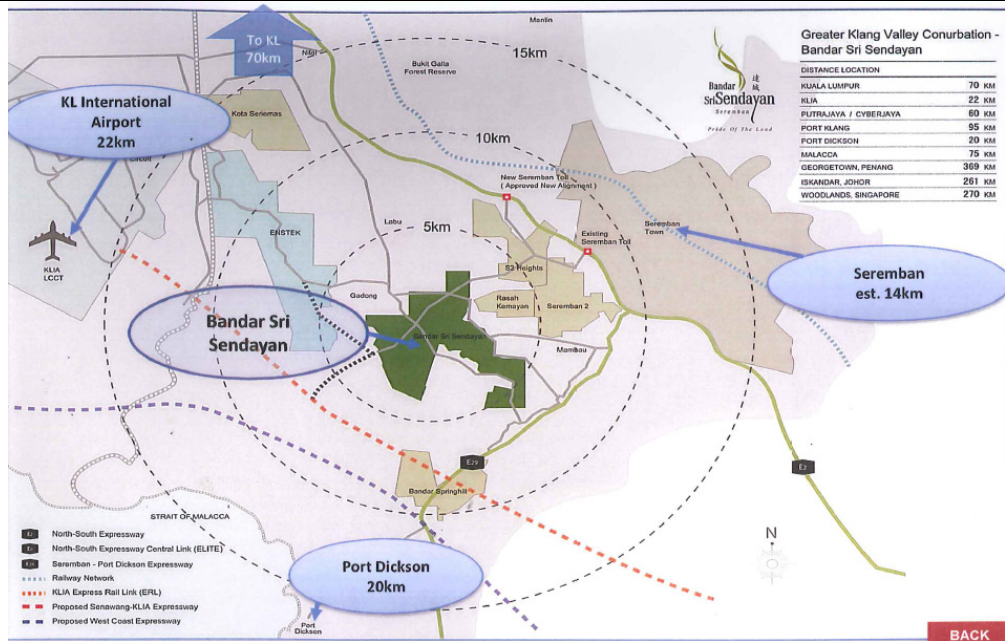 Mantin
To KL
70km
Nilai
15km
Bukit Galla
Forest Reserve
Bandar
Sri Sendayan
Seremban
Pride Of The Land
Greater Klang Valley Conurbation -
Bandar Sri Sendayan
DISTANCE LOCATION
KUALA LUMPUR 70 KM
KLIA 22 KM
PUTRAJAYA / CYBERJAYA 60 KM
PORT KLANG 95 KM
PORT DICKSON 20 KM
MALACCA 75 KM
GEORGETOWN, PENANG 369 KM
ISKANDAR, JOHOR 261 KM
WOODLANDS, SINGAPORE 270 KM
KL International
Airport
22km
Circuit
Kota Seriemas
10km
New Seremban Toll
( Approved New Alignment )
Labu
5km
Existing
Seremban Toll
Seremban
Town
ENSTEK
KLIA
LCCT
S2 Heights
Seremban
est. 14km
Gadong
Rasah
Kemayan
Seremban 2
Bandar Sri
Sendayan
Bandar Sri Sendayan
Mambau
E29
E2
Bandar Springhill
STRAIT OF MALACCA
N
E2 North-South Expressway
North-South Expressway Central Link (ELITE)
E29 Seremban - Port Dickson Expressway
Railway Network
KLIA Express Rail Link (ERL)
Proposed Senawang-KLIA Expressway
Proposed West Coast Expressway
Port Dickson
20km
Port
Dickson
BACK